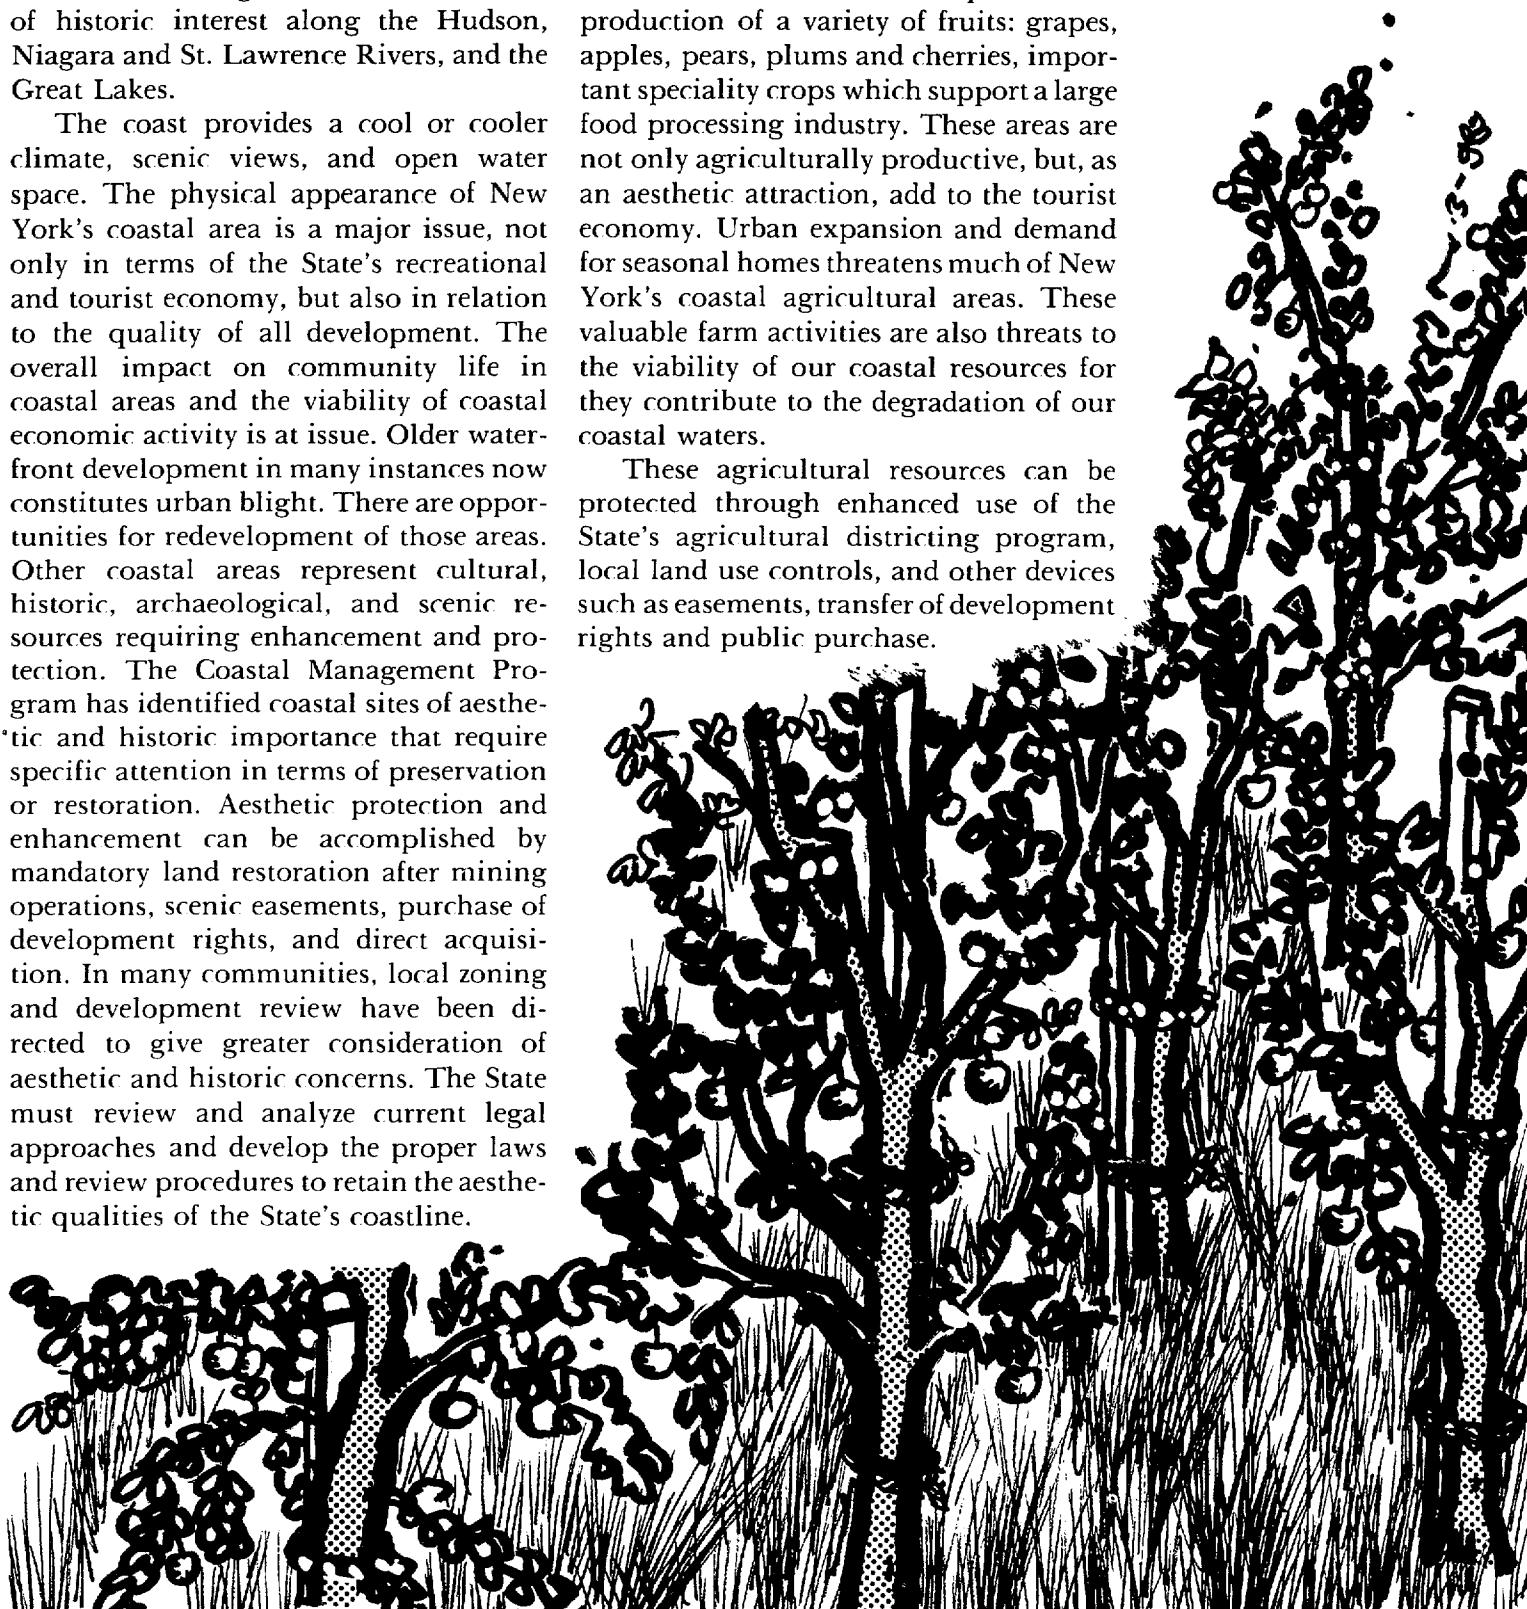 of historic interest along the Hudson,
Niagara and St. Lawrence Rivers, and the
Great Lakes.
The coast provides a cool or cooler
climate, scenic views, and open water
space. The physical appearance of New
York's coastal area is a major issue, not
only in terms of the State's recreational
and tourist economy, but also in relation
to the quality of all development. The
overall impact on community life in
coastal areas and the viability of coastal
economic activity is at issue. Older water-
front development in many instances now
constitutes urban blight. There are oppor-
tunities for redevelopment of those areas.
Other coastal areas represent cultural,
historic, archaeological, and scenic re-
sources requiring enhancement and pro-
tection. The Coastal Management Pro-
gram has identified coastal sites of aesthe-
tic and historic importance that require
specific attention in terms of preservation
or restoration. Aesthetic protection and
enhancement can be accomplished by
mandatory land restoration after mining
operations, scenic easements, purchase of
development rights, and direct acquisi-
tion. In many communities, local zoning
and development review have been di-
rected to give greater consideration of
aesthetic and historic concerns. The State
must review and analyze current legal
approaches and develop the proper laws
and review procedures to retain the aesthe-
tic qualities of the State's coastline.
production of a variety of fruits: grapes,
apples, pears, plums and cherries, impor-
tant speciality crops which support a large
food processing industry. These areas are
not only agriculturally productive, but, as
an aesthetic attraction, add to the tourist
economy. Urban expansion and demand
for seasonal homes threatens much of New
York's coastal agricultural areas. These
valuable farm activities are also threats to
the viability of our coastal resources for
they contribute to the degradation of our
coastal waters.
These agricultural resources can be
protected through enhanced use of the
State's agricultural districting program,
local land use controls, and other devices
such as easements, transfer of development
rights and public purchase.